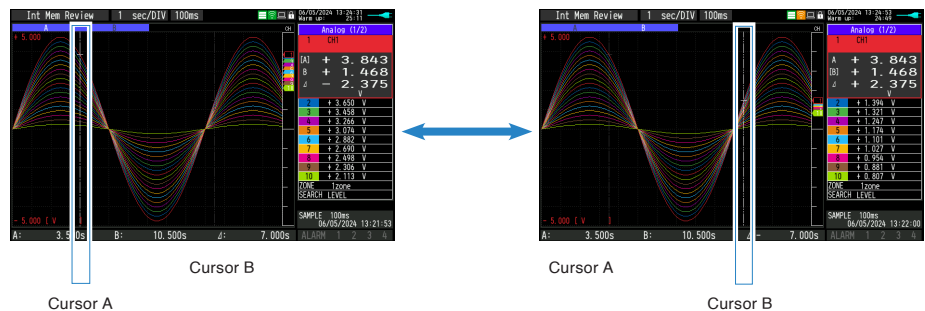 Int Mem Review 1 sec/DIV 100ms 06/05/2024 13:24:31
Warm up: 25:11
A CH Analog (1/2)
+ 5.000 1 CH1
[A] + 3.843
B + 1.468
⊿ - 2.375
V
2 + 3.650 V
3 + 3.458 V
4 + 3.266 V
5 + 3.074 V
6 + 2.882 V
7 + 2.690 V
8 + 2.498 V
9 + 2.306 V
10 + 2.113 V
ZONE 1zone
SEARCH LEVEL
SAMPLE 100ms
- 5.000 [ V ] 06/05/2024 13:21:53
A: 3.500s B: 10.500s ⊿: 7.000s ALARM 1 2 3 4
Cursor B
Cursor A
Int Mem Review 1 sec/DIV 100ms 06/05/2024 13:24:53
Warm up: 24:49
B CH Analog (1/2)
+ 5.000 1 CH1
A + 3.843
[B] + 1.468
⊿ - 2.375
V
2 + 1.394 V
3 + 1.321 V
4 + 1.247 V
5 + 1.174 V
6 + 1.101 V
7 + 1.027 V
8 + 0.954 V
9 + 0.881 V
10 + 0.807 V
ZONE 1zone
SEARCH LEVEL
SAMPLE 100ms
- 5.000 [ V ] 06/05/2024 13:22:00
A: 3.500s B: 10.500s ⊿- 7.000s ALARM 1 2 3 4
Cursor A
Cursor B